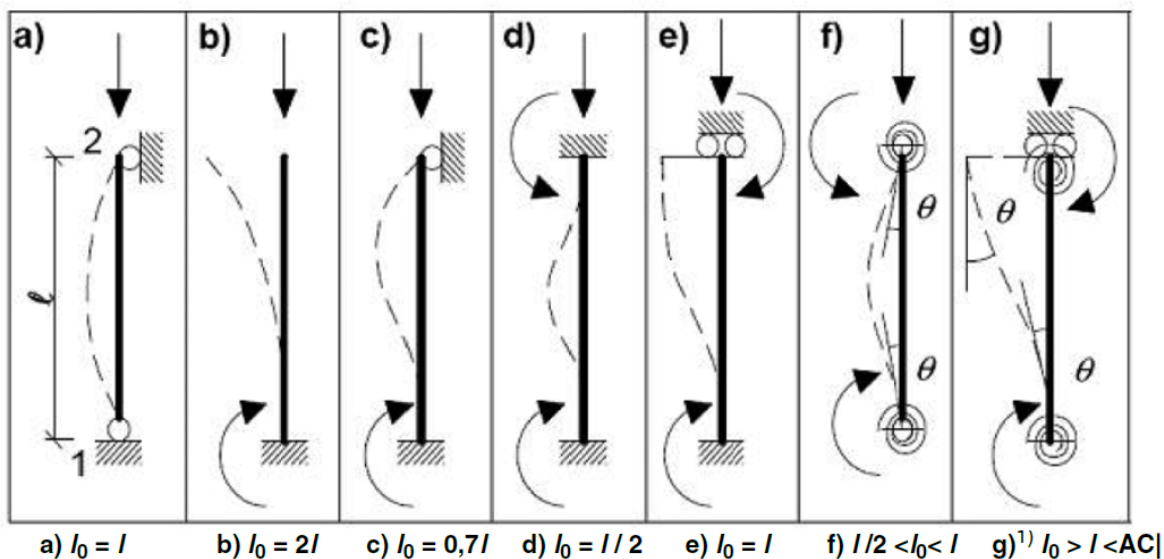 a) b) c) d) e) f) g)
2
ℓ
1
θ
θ
θ
θ
a) l₀ = l b) l₀ = 2l c) l₀ = 0,7l d) l₀ = l / 2 e) l₀ = l f) l /2 <l₀< l g)¹⁾ l₀ > l <AC|